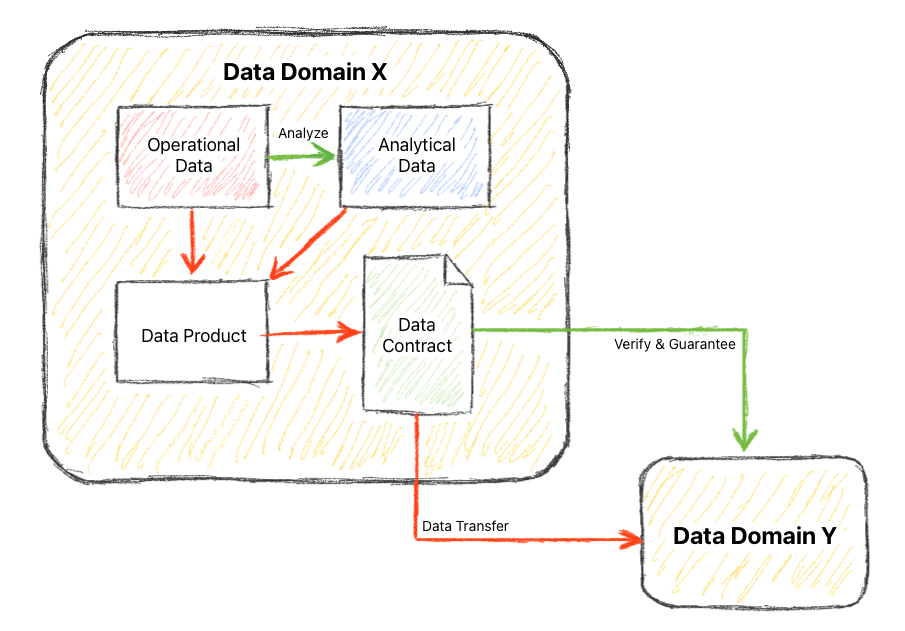 Data Domain X
Operational
Data
Analyze
Analytical
Data
Data Product
Data
Contract
Verify & Guarantee
Data Transfer
Data Domain Y